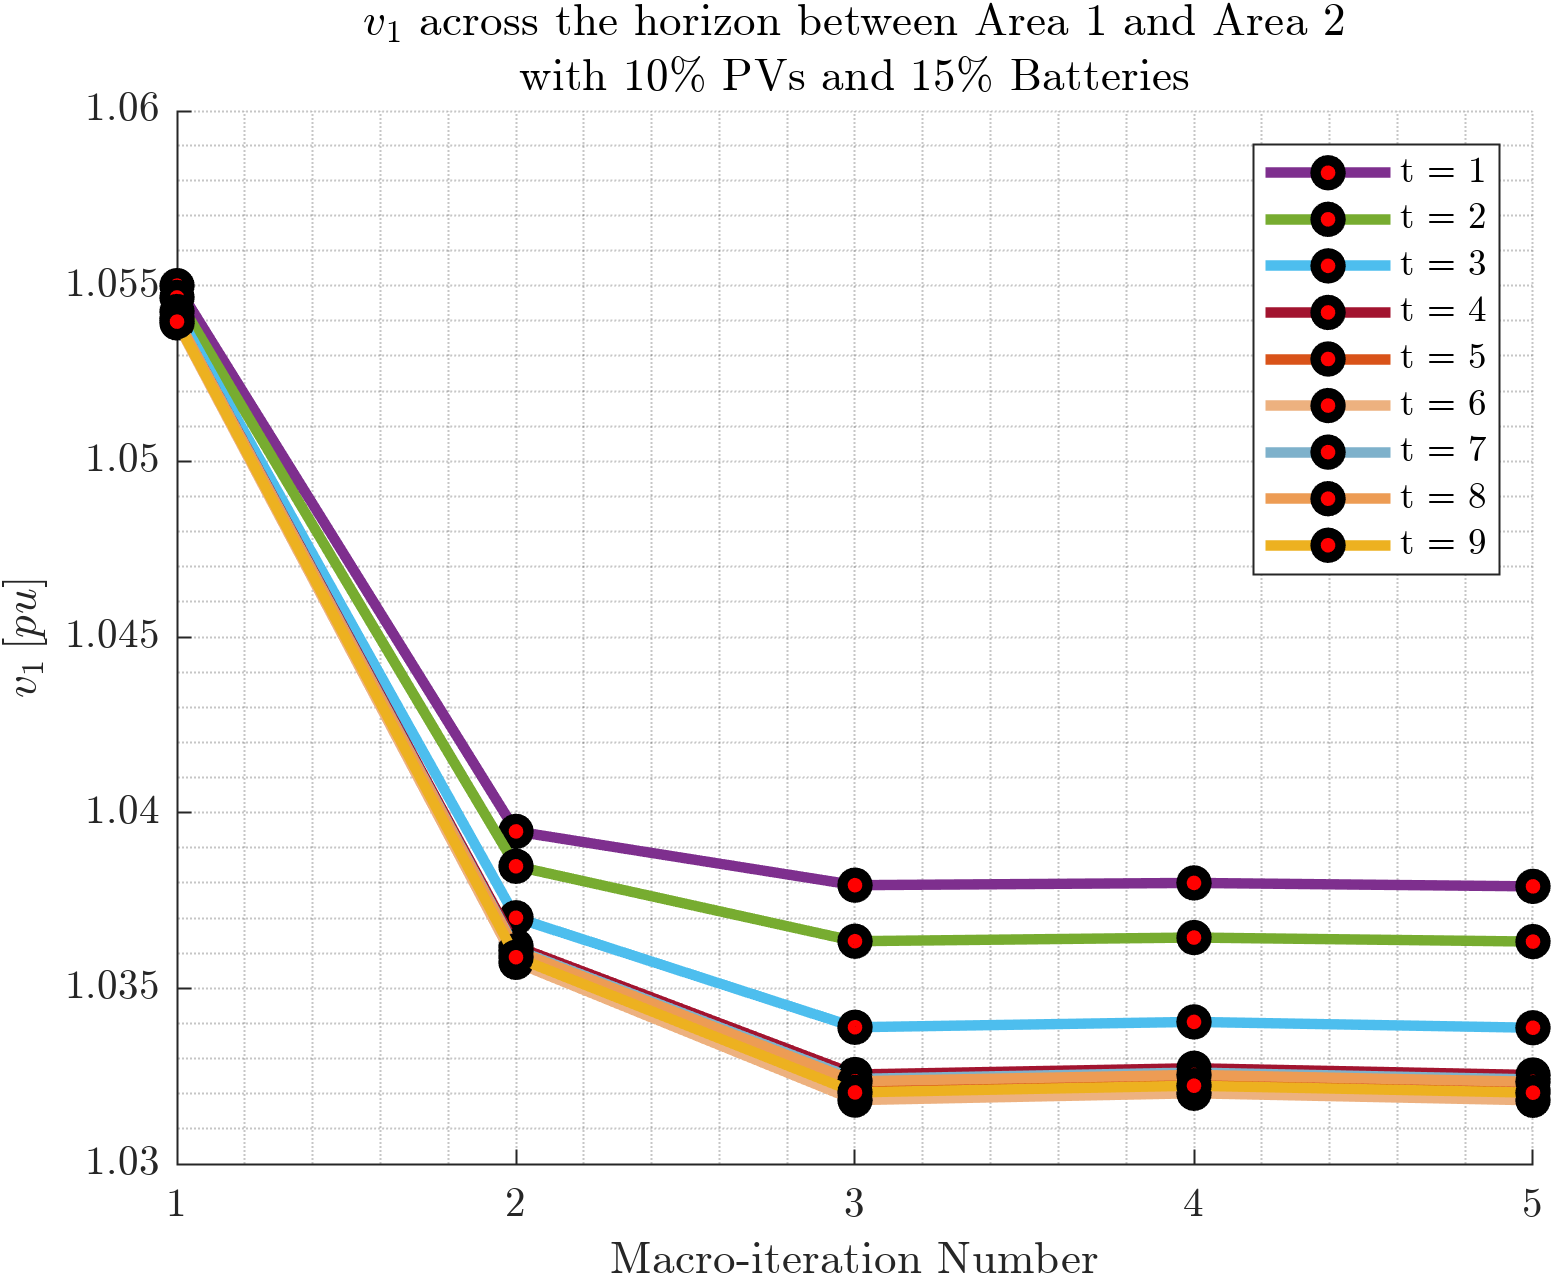 v₁ across the horizon between Area 1 and Area 2
with 10% PVs and 15% Batteries
1.06
1.055
1.05
1.045
1.04
1.035
1.03
v₁ [pu]
t = 1
t = 2
t = 3
t = 4
t = 5
t = 6
t = 7
t = 8
t = 9
1 2 3 4 5
Macro-iteration Number